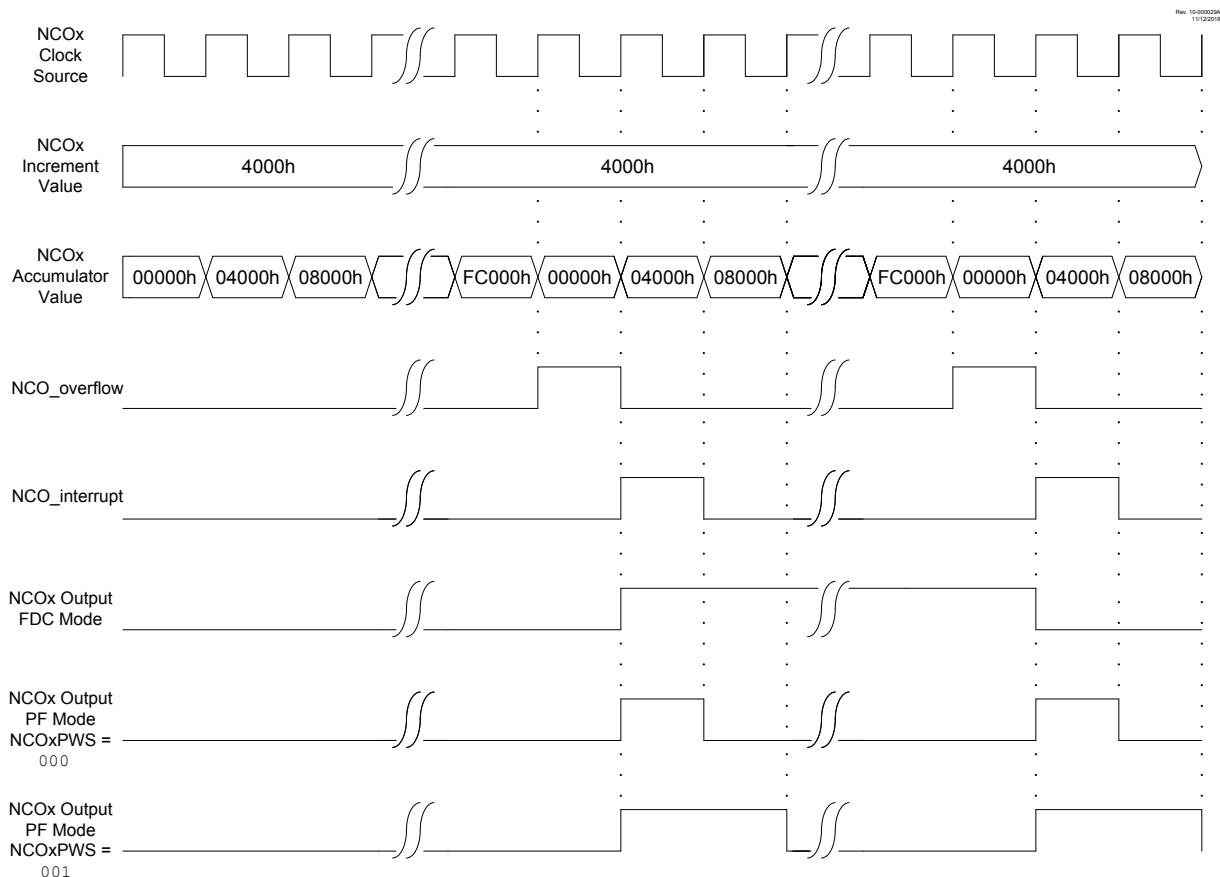 Rev. 10-000029A
11/12/2018
NCOx
Clock
Source
NCOx
Increment
Value
4000h
4000h
4000h
NCOx
Accumulator
Value
00000h
04000h
08000h
FC000h
00000h
04000h
08000h
FC000h
00000h
04000h
08000h
NCO_overflow
NCO_interrupt
NCOx Output
FDC Mode
NCOx Output
PF Mode
NCOxPWS =
000
NCOx Output
PF Mode
NCOxPWS =
001